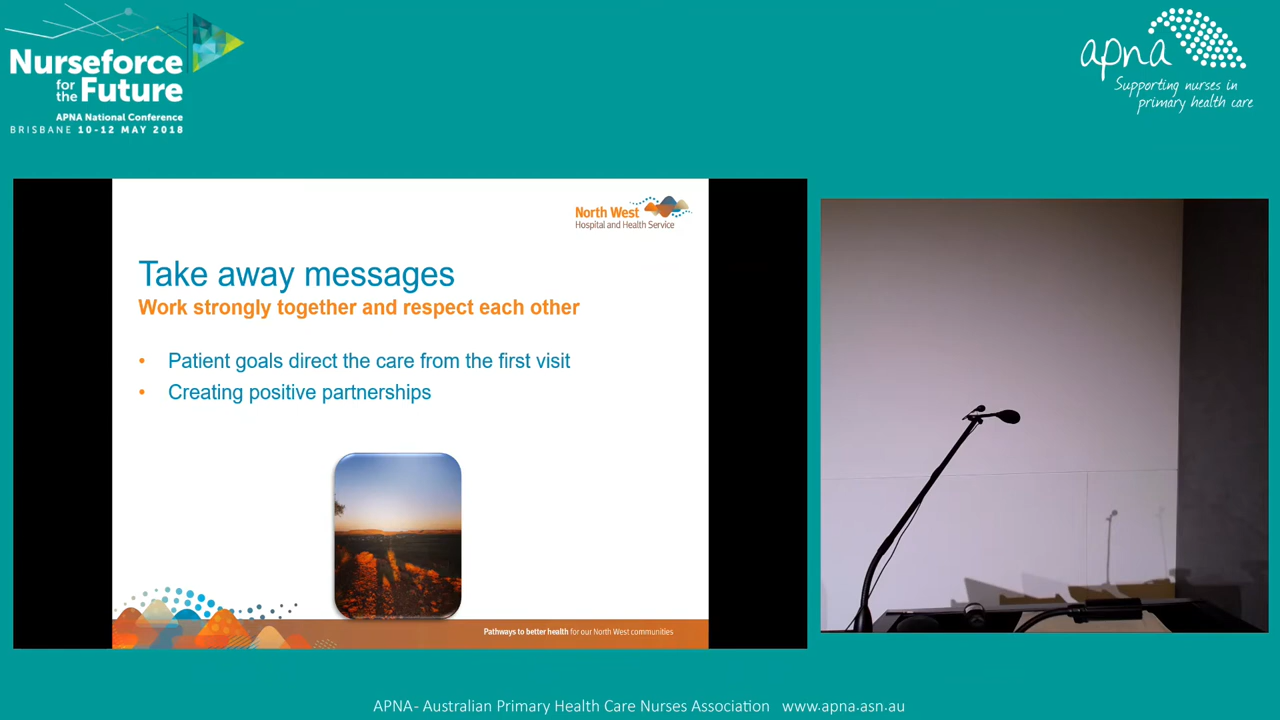 Nurseforce
for the Future
APNA National Conference
BRISBANE 10-12 MAY 2018
apna
Supporting nurses in
primary health care
North West
Hospital and Health Service
Take away messages
Work strongly together and respect each other
• Patient goals direct the care from the first visit
• Creating positive partnerships
Pathways to better health for our North West communities
APNA- Australian Primary Health Care Nurses Association www.apna.asn.au